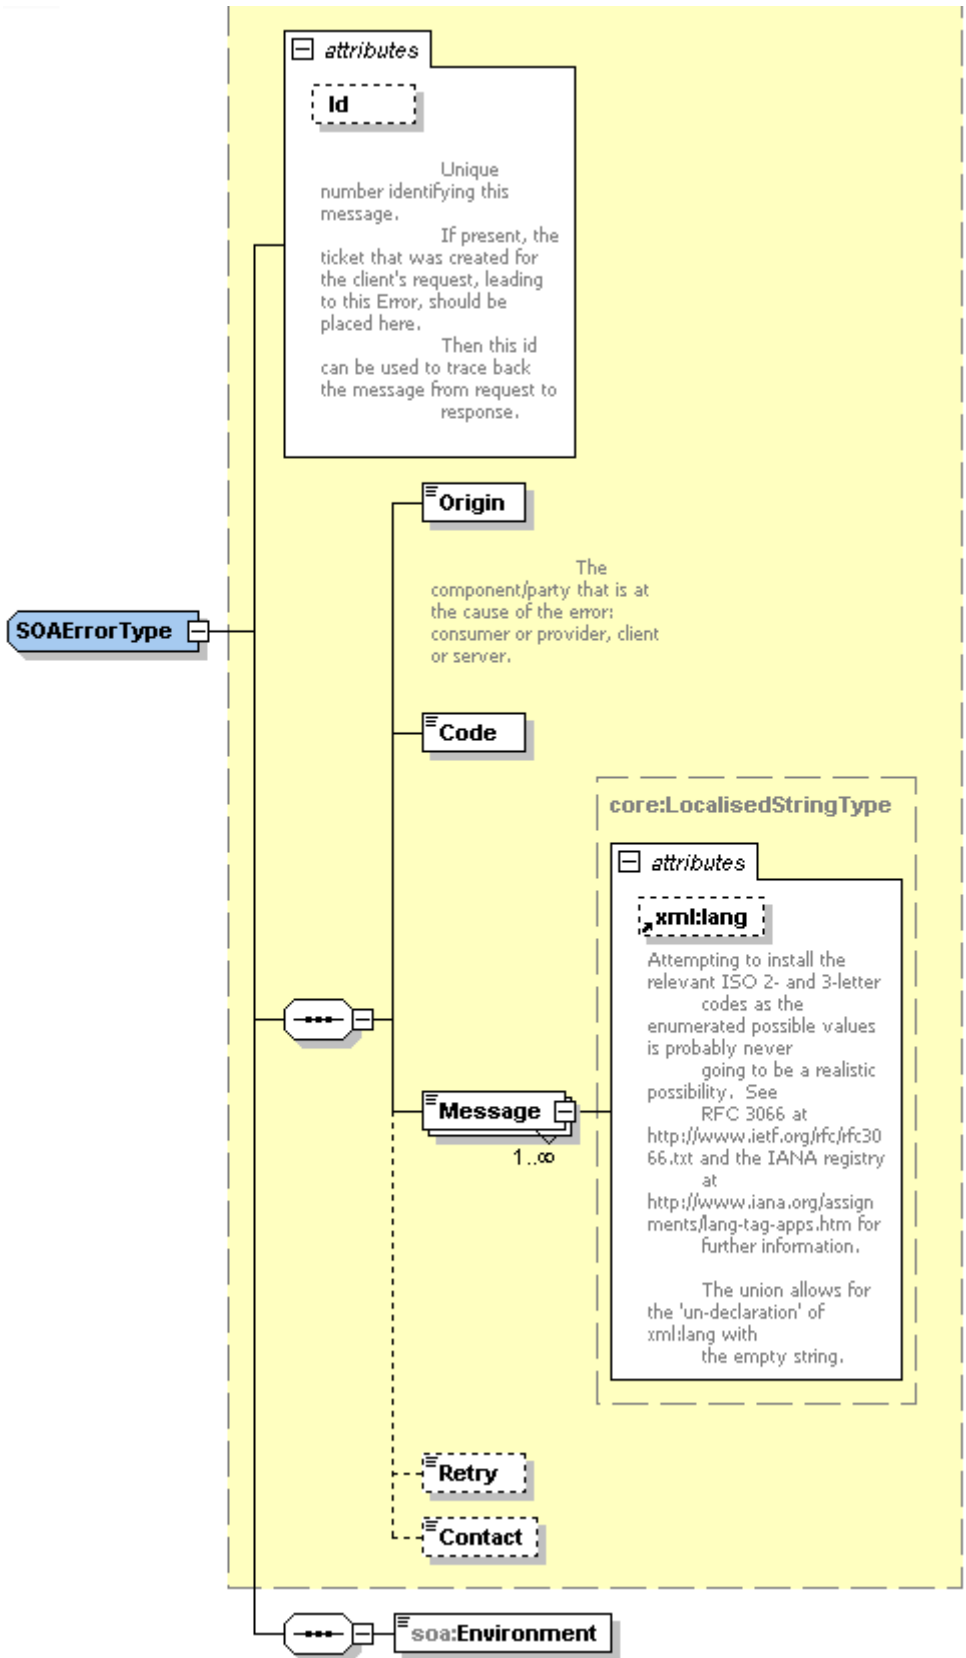 attributes
Id
Unique
number identifying this
message.
If present, the
ticket that was created for
the client's request, leading
to this Error, should be
placed here.
Then this id
can be used to trace back
the message from request to
response.
Origin
The
component/party that is at
the cause of the error:
consumer or provider, client
or server.
SOAErrorType
Code
core:LocalisedStringType
attributes
xml:lang
Attempting to install the
relevant ISO 2- and 3-letter
codes as the
enumerated possible values
is probably never
going to be a realistic
possibility. See
RFC 3066 at
http://www.ietf.org/rfc/rfc30
66.txt and the IANA registry
at
http://www.iana.org/assign
ments/lang-tag-apps.htm for
further information.
The union allows for
the 'un-declaration' of
xml:lang with
the empty string.
Message
1..∞
Retry
Contact
soa:Environment